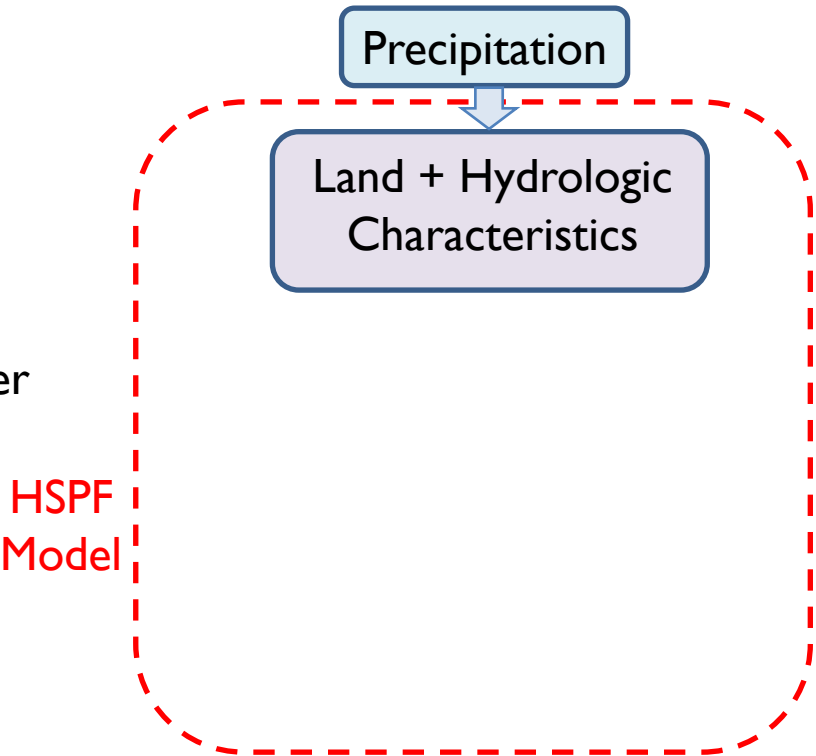 Precipitation
Land + Hydrologic
Characteristics
er
HSPF
Model